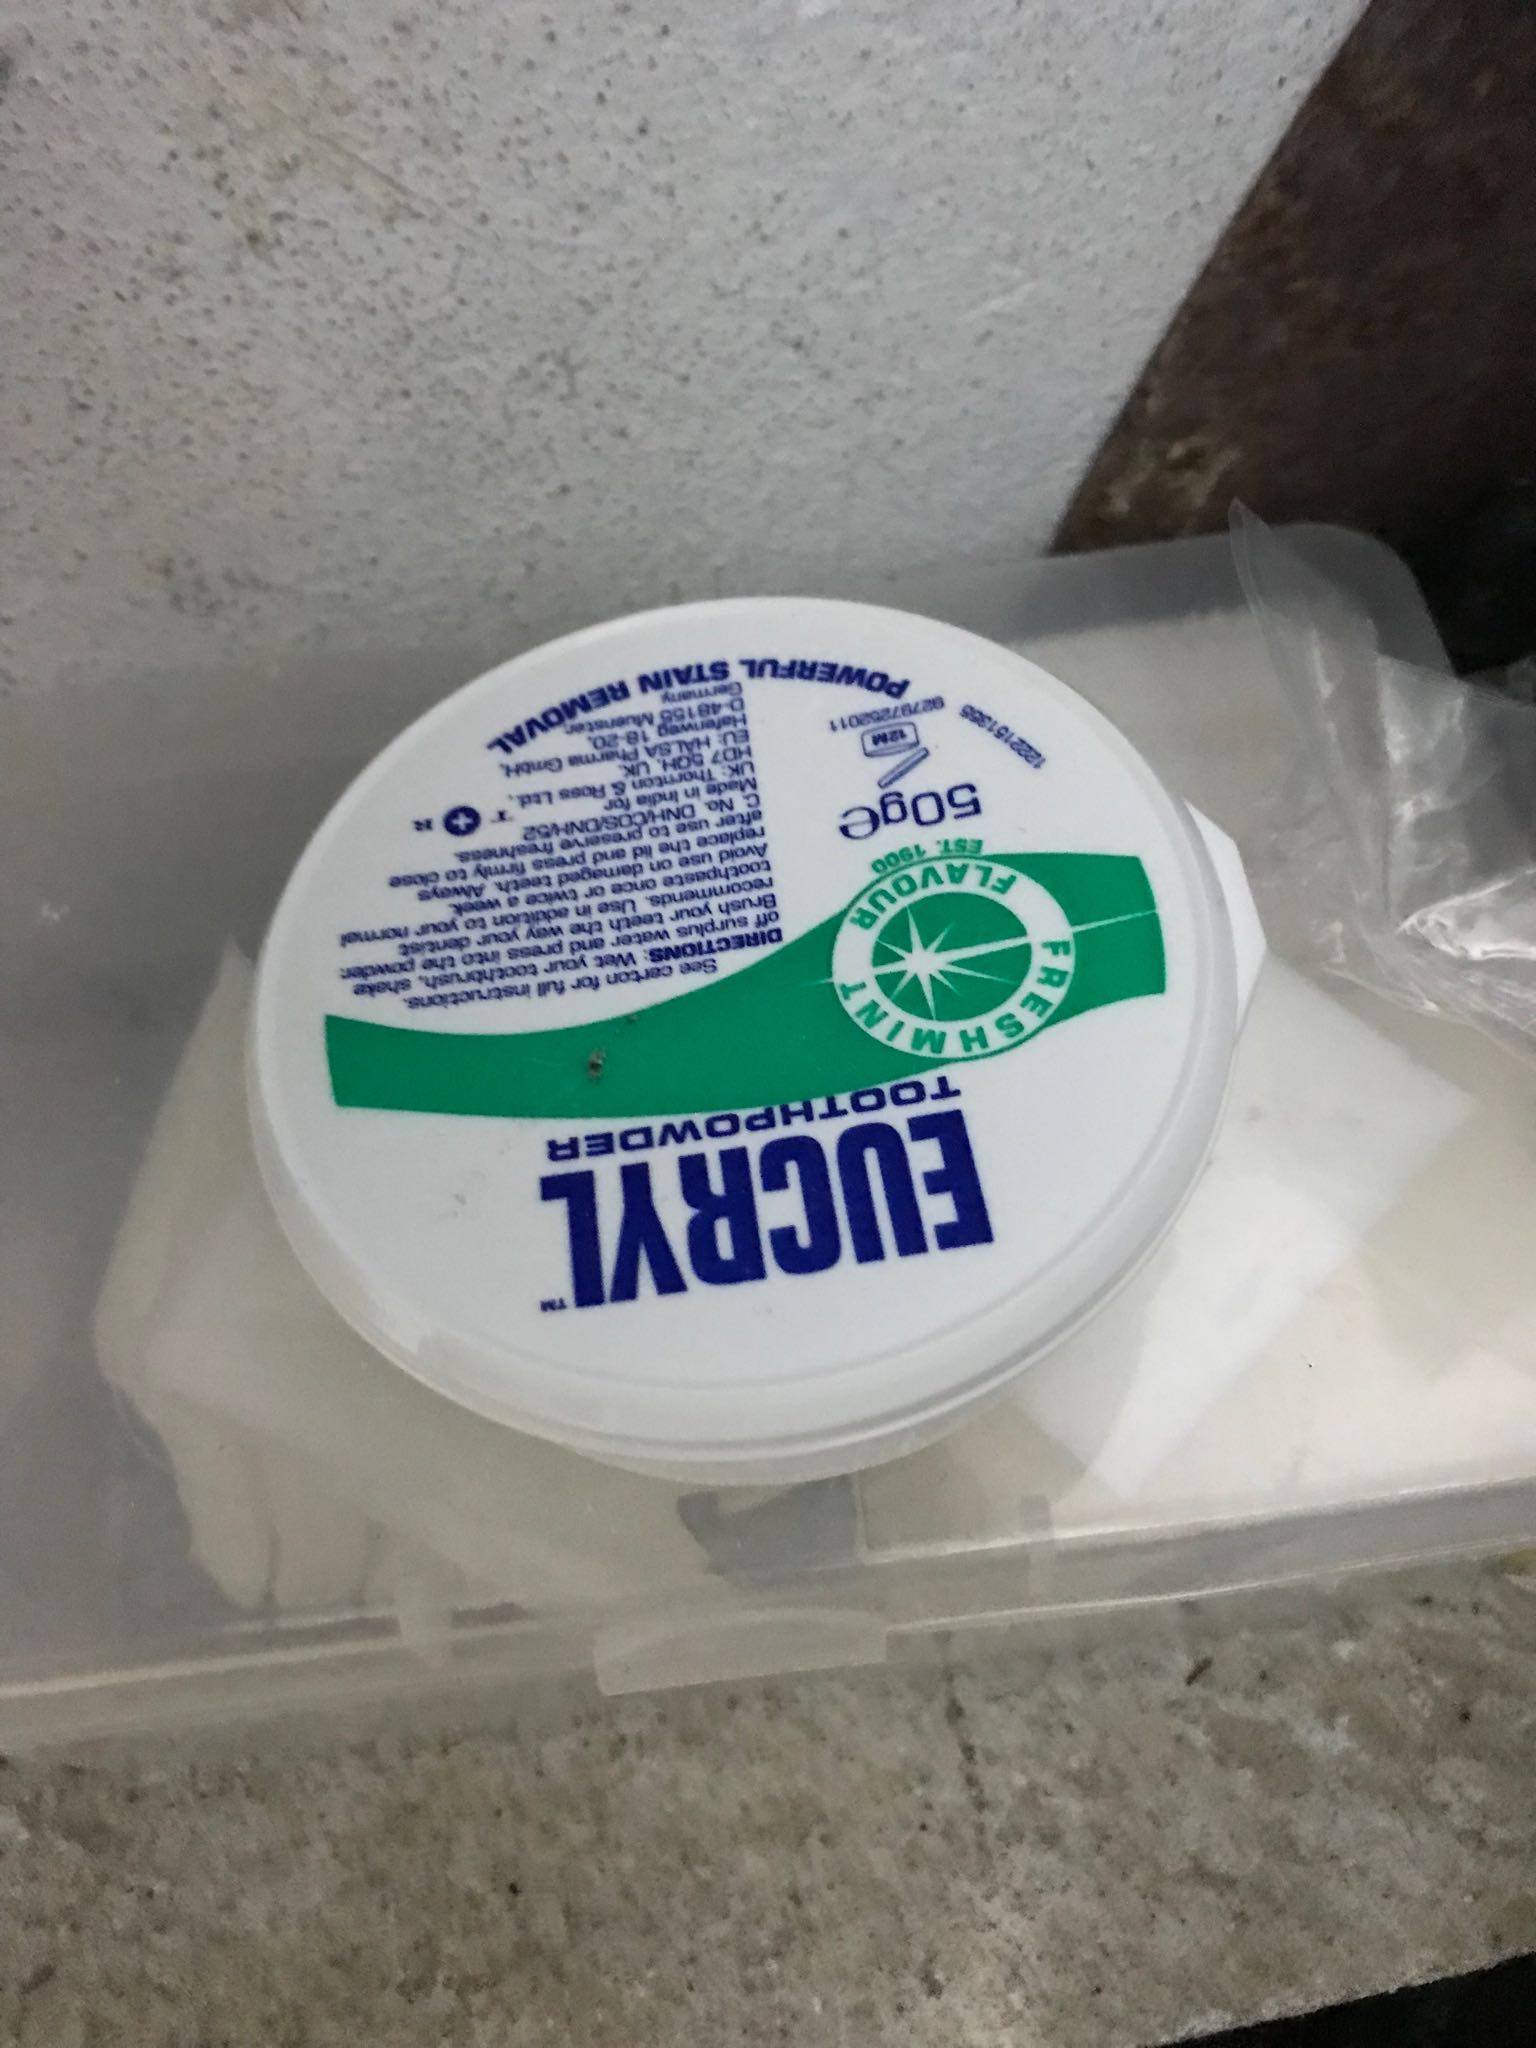 EUCRYL™
TOOTHPOWDER
FRESHMINT
FLAVOUR
EST. 1900
50g e
12M
92797252011
1222151355
See carton for full instructions.
DIRECTIONS: Wet your toothbrush, shake
off surplus water and press into the powder.
Brush your teeth the way your dentist
recommends. Use in addition to your normal
toothpaste once or twice a week.
Avoid use on damaged teeth. Always
replace the lid and press firmly to close
after use to preserve freshness.
C. No. DNH/COS/DNH/52
Made in India for
UK: Thornton & Ross Ltd.,
HD7 5QH, UK.
EU: HALSA Pharma GmbH,
Hafenweg 18-20,
D-48155 Muenster,
Germany
T + R
POWERFUL STAIN REMOVAL